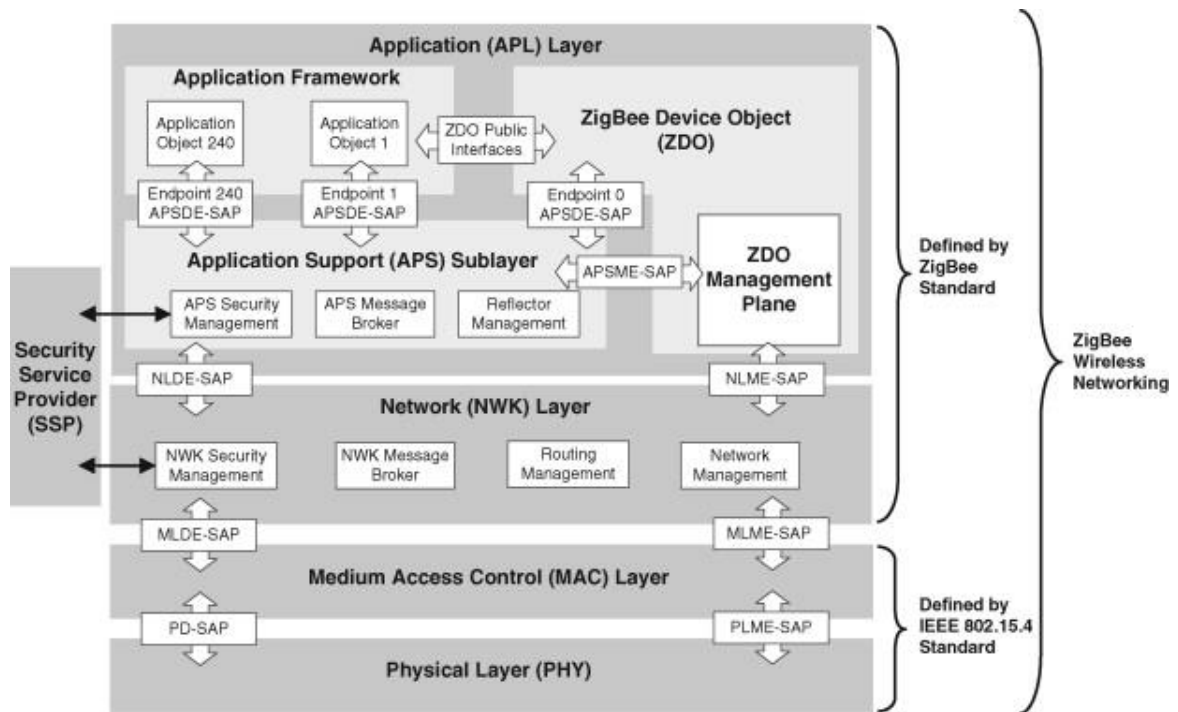 Application (APL) Layer
Application Framework
Application
Object 240
Application
Object 1
ZDO Public
Interfaces
ZigBee Device Object
(ZDO)
Endpoint 240
APSDE-SAP
Endpoint 1
APSDE-SAP
Endpoint 0
APSDE-SAP
Application Support (APS) Sublayer
APSME-SAP
ZDO
Management
Plane
APS Security
Management
APS Message
Broker
Reflector
Management
Security
Service
Provider
(SSP)
NLDE-SAP
NLME-SAP
Network (NWK) Layer
NWK Security
Management
NWK Message
Broker
Routing
Management
Network
Management
MLDE-SAP
MLME-SAP
Medium Access Control (MAC) Layer
PD-SAP
PLME-SAP
Physical Layer (PHY)
Defined by
ZigBee
Standard
Defined by
IEEE 802.15.4
Standard
ZigBee
Wireless
Networking